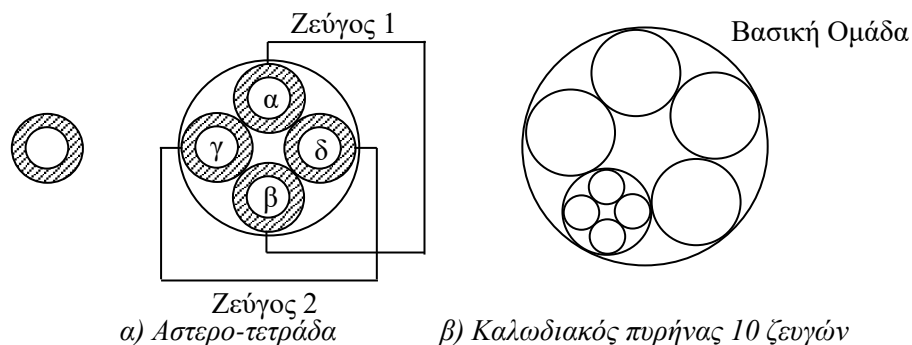 Ζεύγος 1
Βασική Ομάδα
α
γ
δ
β
Ζεύγος 2
α) Αστερο-τετράδα
β) Καλωδιακός πυρήνας 10 ζευγών